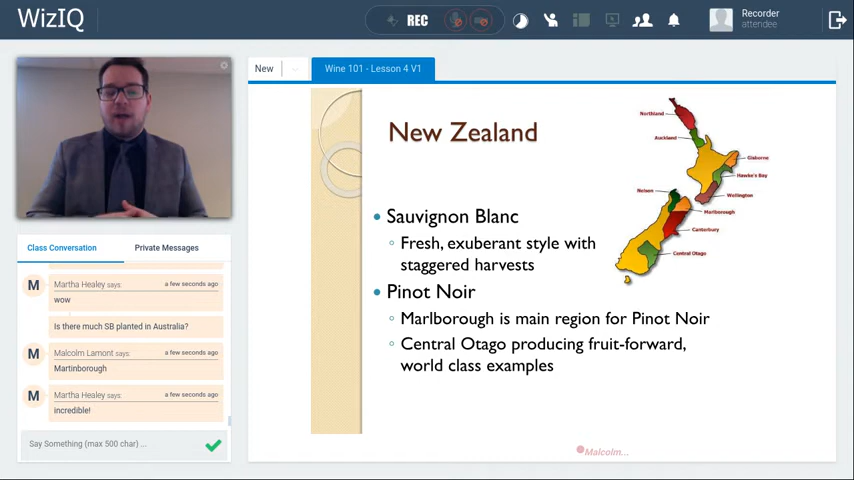 WizIQ
REC
Recorder
attendee
New
Wine 101 - Lesson 4 V1
New Zealand
Sauvignon Blanc
Fresh, exuberant style with
staggered harvests
Pinot Noir
Marlborough is main region for Pinot Noir
Central Otago producing fruit-forward,
world class examples
Northland
Auckland
Gisborne
Hawke's Bay
Wellington
Nelson
Marlborough
Canterbury
Central Otago
Malcolm...
Class Conversation
Private Messages
M
Martha Healey says:
a few seconds ago
wow
Is there much SB planted in Australia?
M
Malcolm Lamont says:
a few seconds ago
Martinborough
M
Martha Healey says:
a few seconds ago
incredible!
Say Something (max 500 char) ...